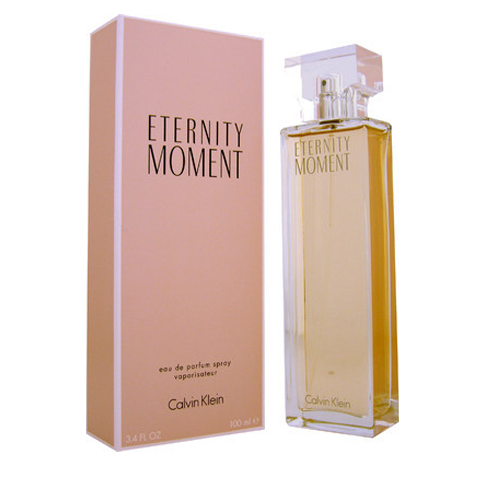 ETERNITY
MOMENT
eau de parfum spray
vaporisateur
Calvin Klein
3.4 FL OZ
100 ml e
ETERNITY
MOMENT
Calvin Klein